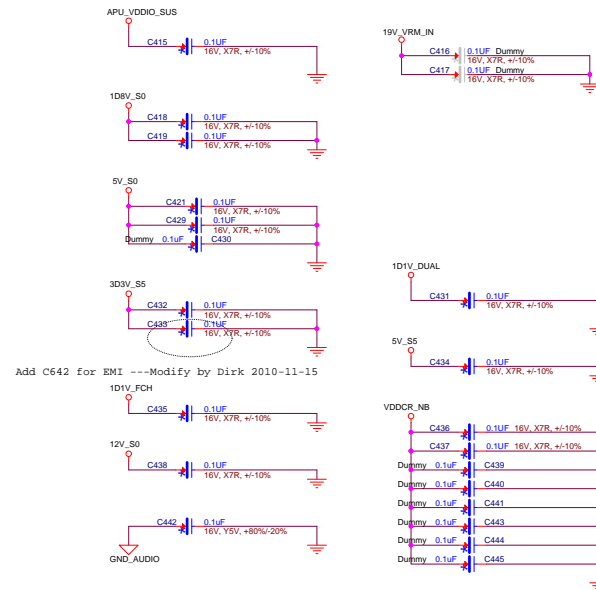 APU_VDDIO_SUS
C415 0.1UF
16V, X7R, +/-10%
1D8V_S0
C418 0.1UF
16V, X7R, +/-10%
C419 0.1UF
16V, X7R, +/-10%
5V_S0
C421 0.1UF
16V, X7R, +/-10%
C429 0.1UF
16V, X7R, +/-10%
Dummy 0.1uF C430
3D3V_S5
C432 0.1UF
16V, X7R, +/-10%
C433 0.1UF
16V, X7R, +/-10%
Add C642 for EMI ---Modify by Dirk 2010-11-15
1D1V_FCH
C435 0.1UF
16V, X7R, +/-10%
12V_S0
C438 0.1UF
16V, X7R, +/-10%
C442 0.1uF
16V, Y5V, +80%/-20%
GND_AUDIO
19V_VRM_IN
C416 0.1UF Dummy
16V, X7R, +/-10%
C417 0.1UF Dummy
16V, X7R, +/-10%
1D1V_DUAL
C431 0.1UF
16V, X7R, +/-10%
5V_S5
C434 0.1UF
16V, X7R, +/-10%
VDDCR_NB
C436 0.1UF 16V, X7R, +/-10%
C437 0.1UF 16V, X7R, +/-10%
Dummy 0.1uF C439
Dummy 0.1uF C440
Dummy 0.1uF C441
Dummy 0.1uF C443
Dummy 0.1uF C444
Dummy 0.1uF C445